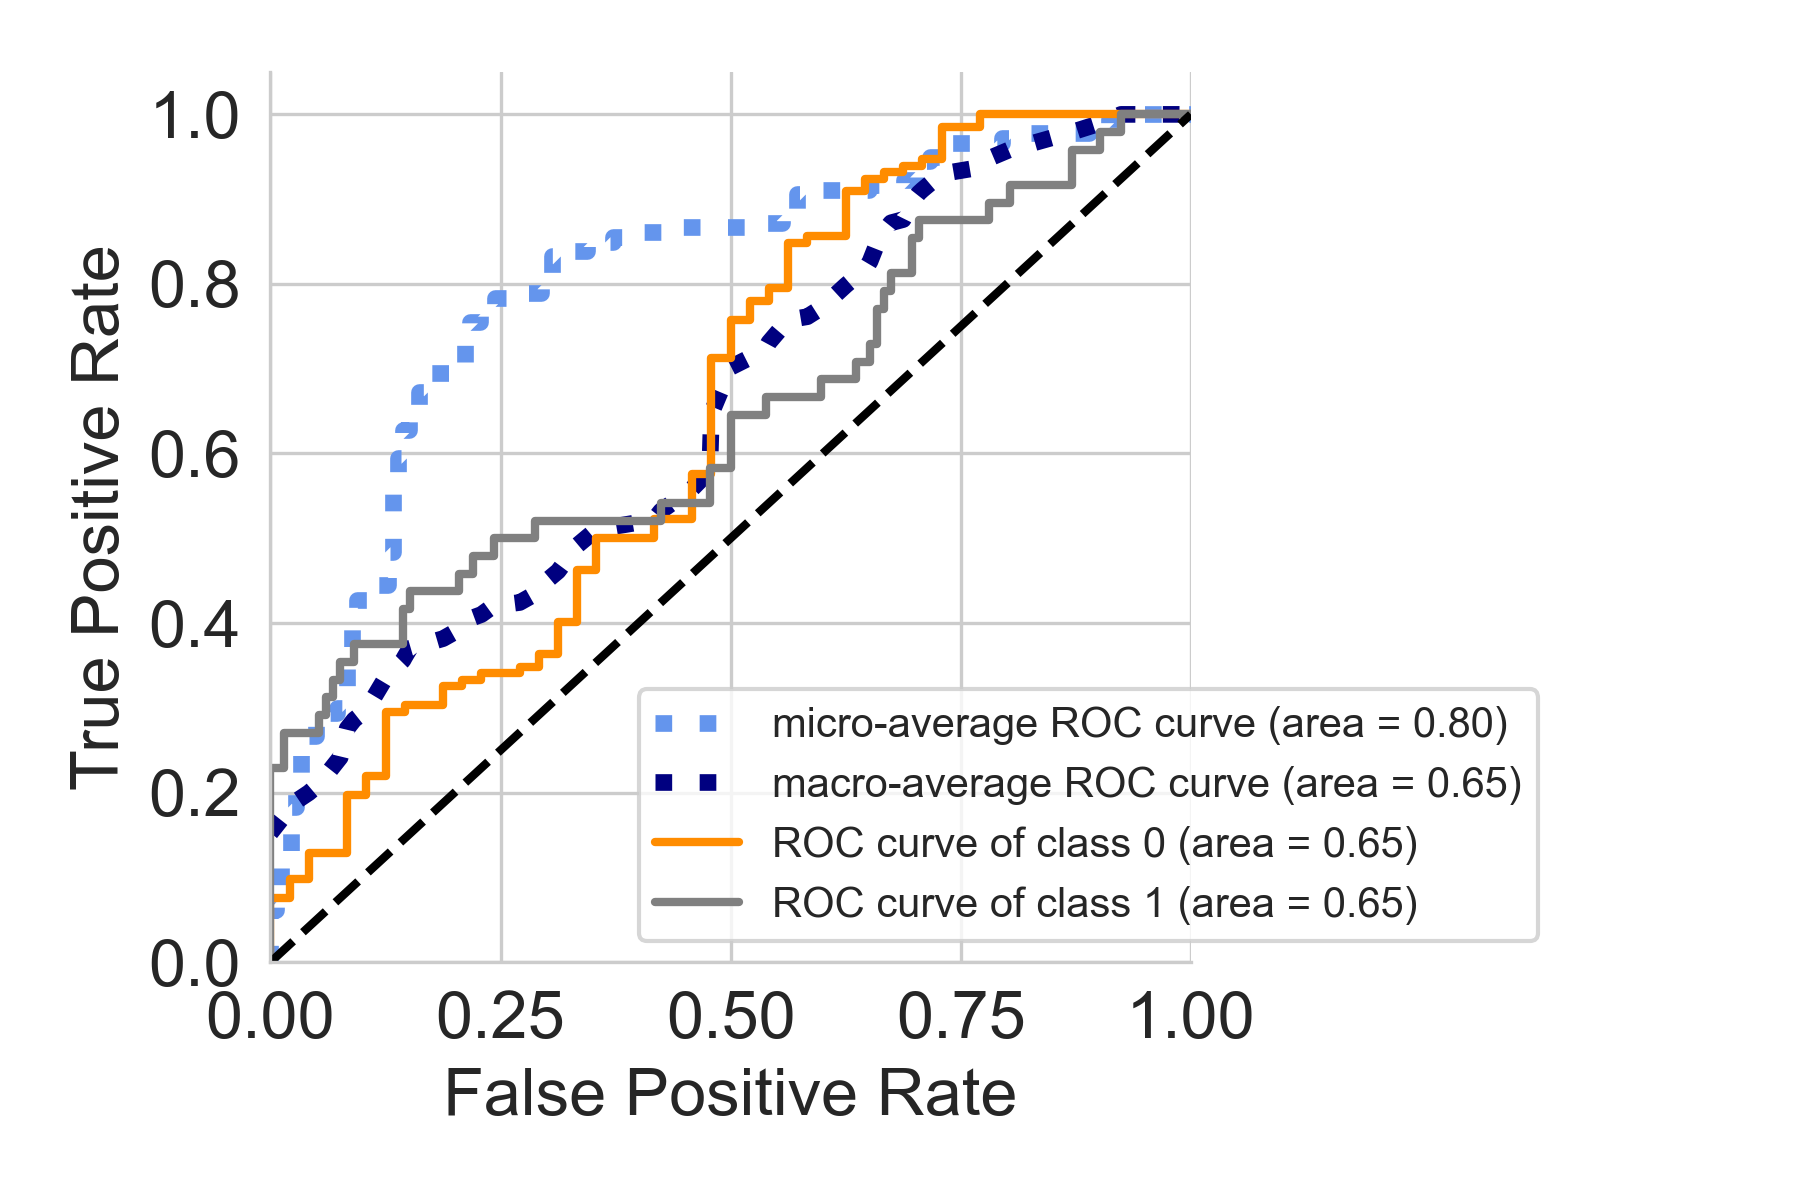 True Positive Rate
1.0
0.8
0.6
0.4
0.2
0.0
micro-average ROC curve (area = 0.80)
macro-average ROC curve (area = 0.65)
ROC curve of class 0 (area = 0.65)
ROC curve of class 1 (area = 0.65)
0.00 0.25 0.50 0.75 1.00
False Positive Rate